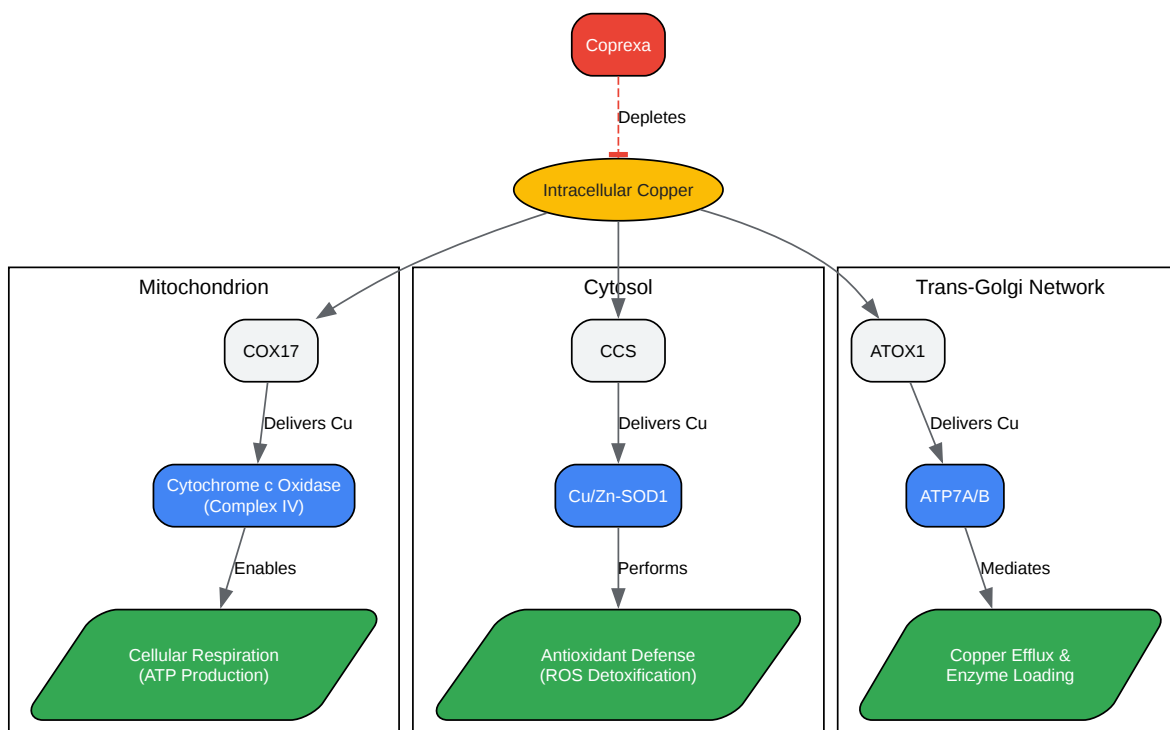 Coprexa
Depletes
Intracellular Copper
Mitochondrion
Cytosol
Trans-Golgi Network
COX17
CCS
ATOX1
Delivers Cu
Delivers Cu
Delivers Cu
Cytochrome c Oxidase
(Complex IV)
Cu/Zn-SOD1
ATP7A/B
Enables
Performs
Mediates
Cellular Respiration
(ATP Production)
Antioxidant Defense
(ROS Detoxification)
Copper Efflux &
Enzyme Loading